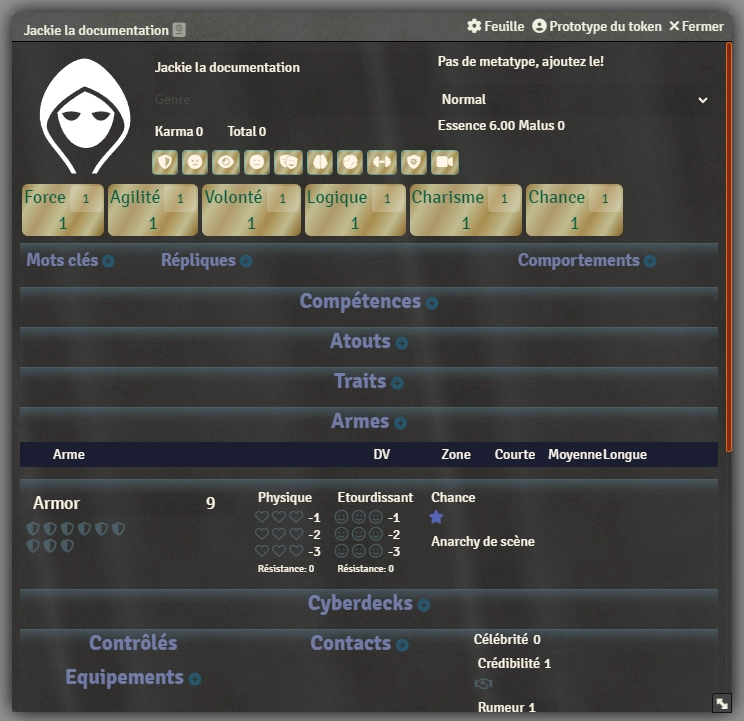 Jackie la documentation
Feuille Prototype du token Fermer
Jackie la documentation
Pas de metatype, ajoutez le!
Genre
Normal
Karma 0 Total 0
Essence 6.00 Malus 0
Force 1 Agilité 1 Volonté 1 Logique 1 Charisme 1 Chance 1
1 1 1 1 1 1
Mots clés Répliques Comportements
Compétences
Atouts
Traits
Armes
Arme DV Zone Courte Moyenne Longue
Armor 9
Physique Etourdissant Chance
-1 -1
-2 -2
Anarchy de scène
-3 -3
Résistance: 0 Résistance: 0
Cyberdecks
Contrôlés Contacts Célébrité 0
Crédibilité 1
Equipements
Rumeur 1